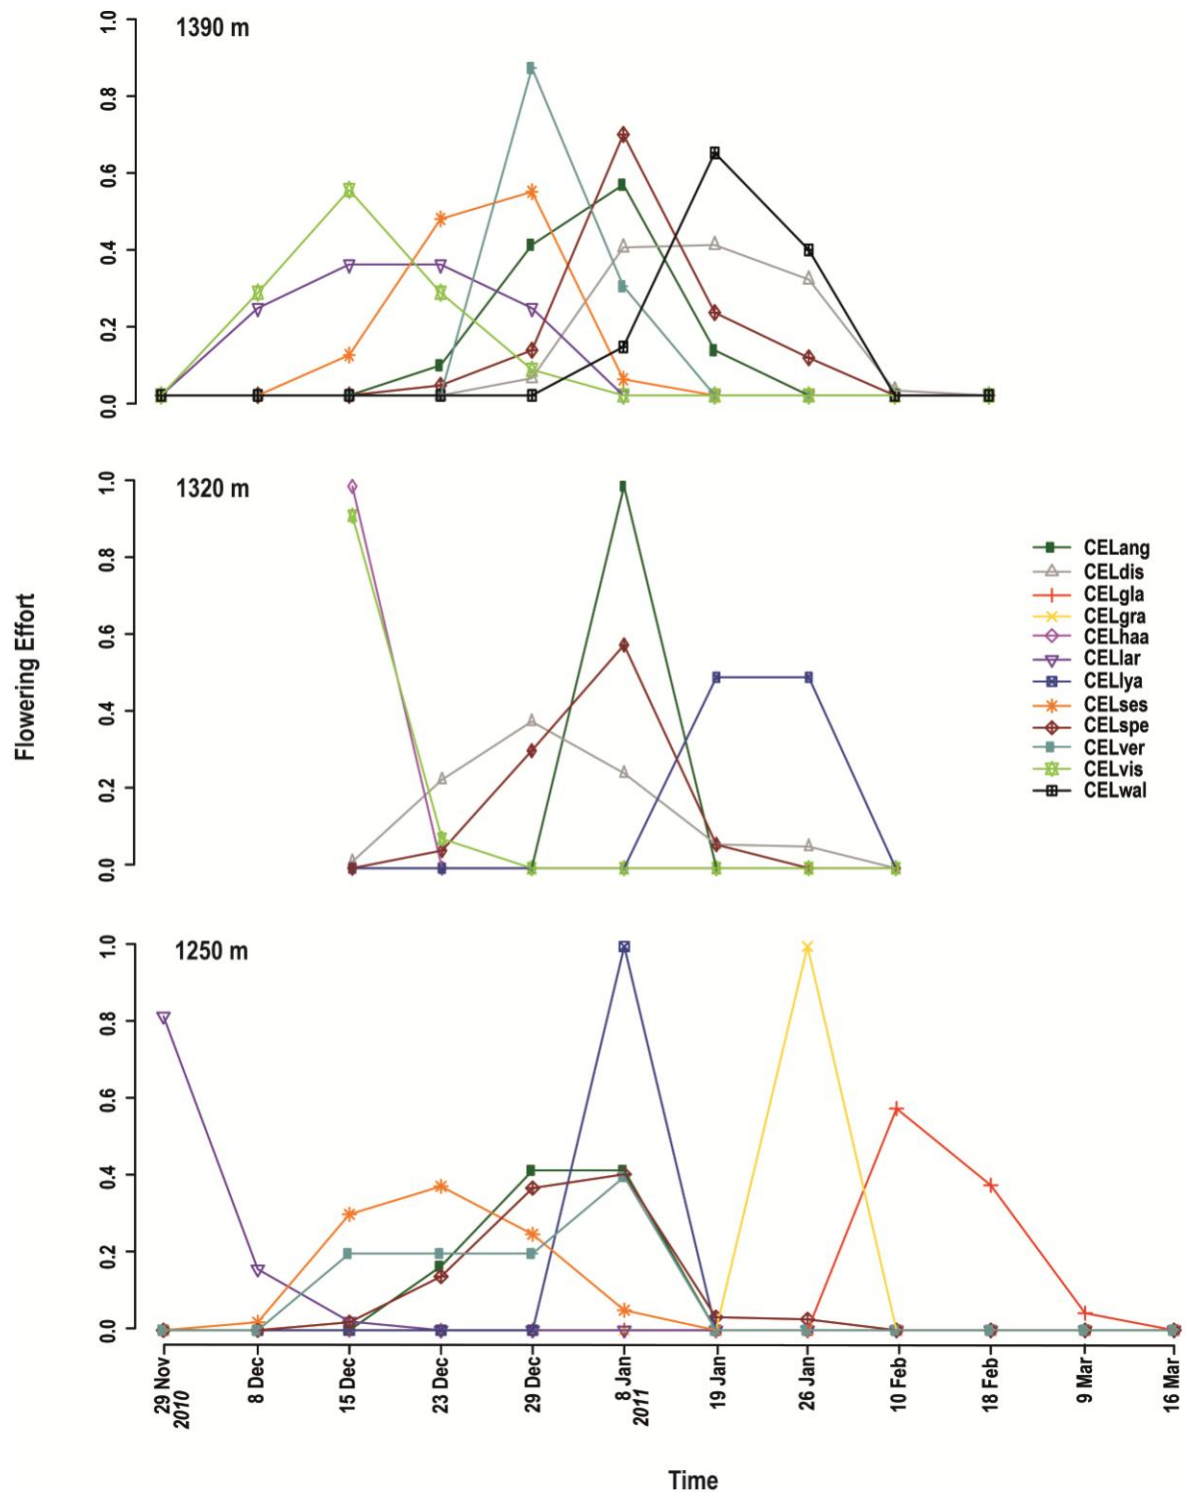 1390 m
1.0
0.8
0.6
0.4
0.2
0.0
1320 m
1.0
0.8
0.6
0.4
0.2
0.0
Flowering Effort
CELang
CELdis
CELgla
CELgra
CELhaa
CELlar
CELlya
CELses
CELspe
CELver
CELvis
CELwal
1250 m
1.0
0.8
0.6
0.4
0.2
0.0
29 Nov
2010
8 Dec
15 Dec
23 Dec
29 Dec
8 Jan
2011
19 Jan
26 Jan
10 Feb
18 Feb
9 Mar
16 Mar
Time